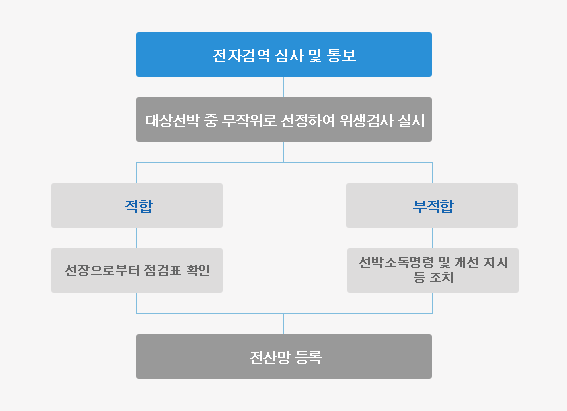 전자검역 심사 및 통보
대상선박 중 무작위로 선정하여 위생검사 실시
적합
부적합
선장으로부터 점검표 확인
선박소독명령 및 개선 지시
등 조치
전산망 등록